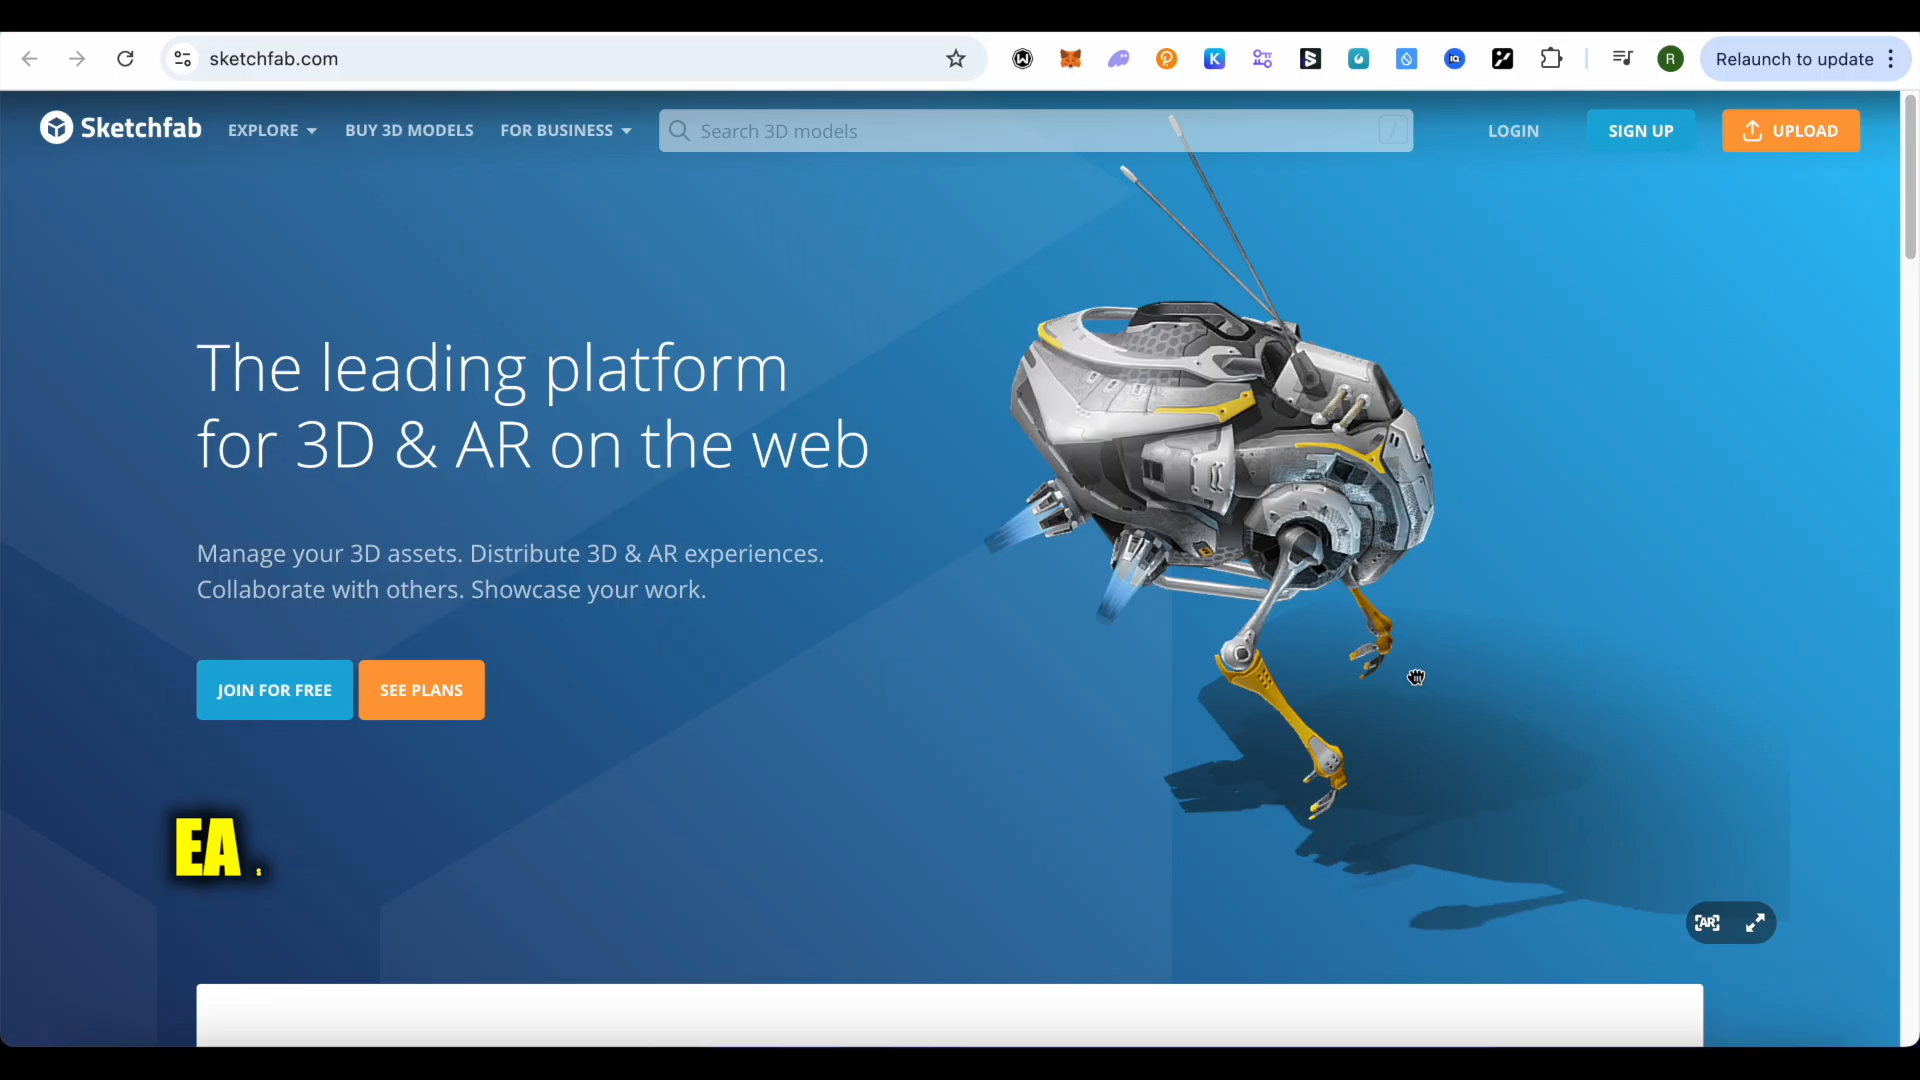 sketchfab.com
R
Relaunch to update
Sketchfab
EXPLORE
BUY 3D MODELS
FOR BUSINESS
Search 3D models
/
LOGIN
SIGN UP
UPLOAD
The leading platform
for 3D & AR on the web
Manage your 3D assets. Distribute 3D & AR experiences.
Collaborate with others. Showcase your work.
JOIN FOR FREE
SEE PLANS
EAS
AR